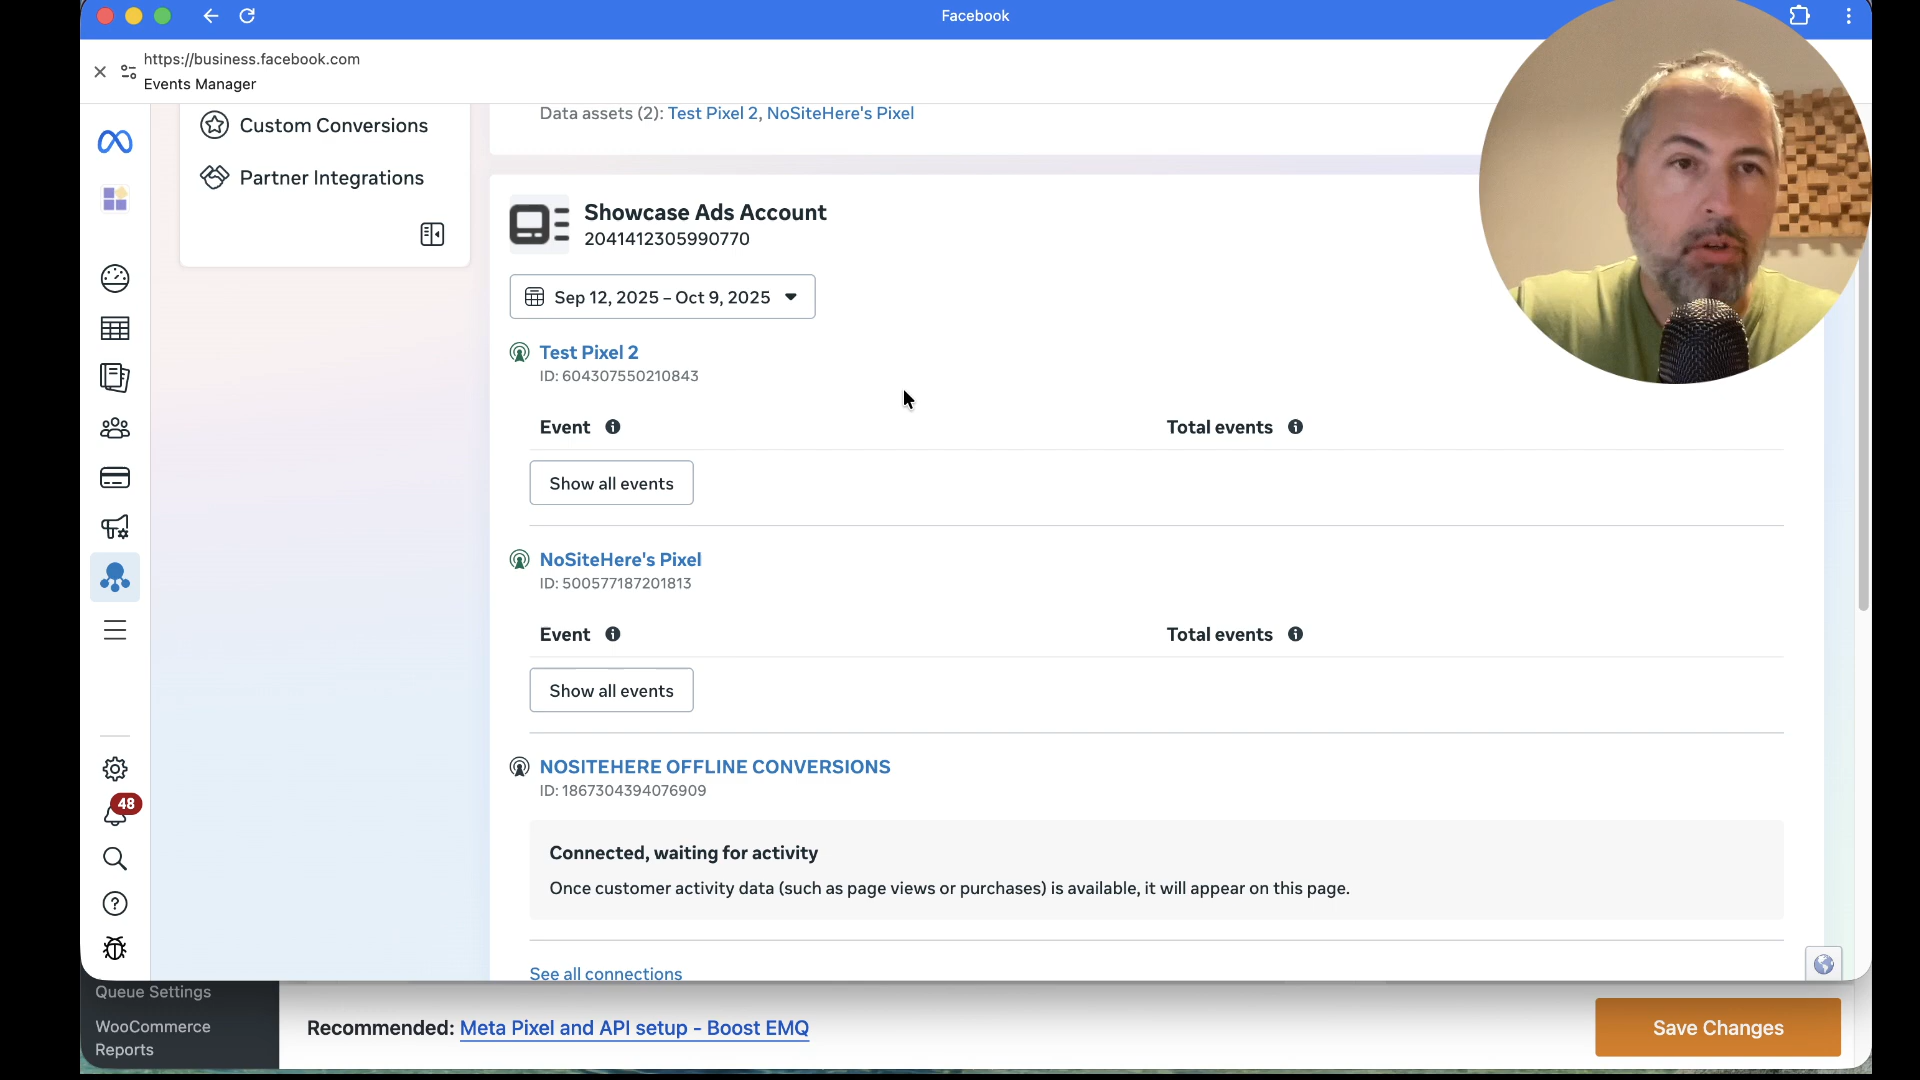 Facebook
https://business.facebook.com
Events Manager
Custom Conversions
Partner Integrations
Data assets (2): Test Pixel 2, NoSiteHere's Pixel
Showcase Ads Account
2041412305990770
Sep 12, 2025 – Oct 9, 2025
Test Pixel 2
ID: 604307550210843
Event
Total events
Show all events
NoSiteHere's Pixel
ID: 500577187201813
Event
Total events
Show all events
NOSITEHERE OFFLINE CONVERSIONS
ID: 1867304394076909
Connected, waiting for activity
Once customer activity data (such as page views or purchases) is available, it will appear on this page.
See all connections
48
Queue Settings
WooCommerce
Reports
Recommended: Meta Pixel and API setup - Boost EMQ
Save Changes